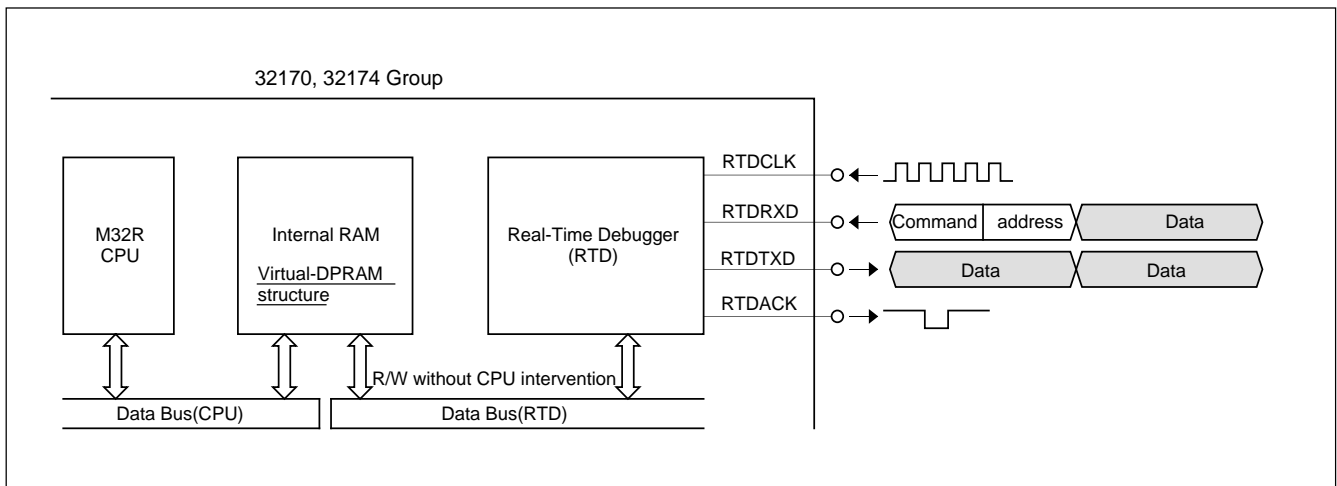 32170, 32174 Group
M32R
CPU
Internal RAM
Virtual-DPRAM
structure
Real-Time Debugger
(RTD)
RTDCLK
RTDRXD
Command
address
Data
RTDTXD
Data
Data
RTDACK
R/W without CPU intervention
Data Bus(CPU)
Data Bus(RTD)